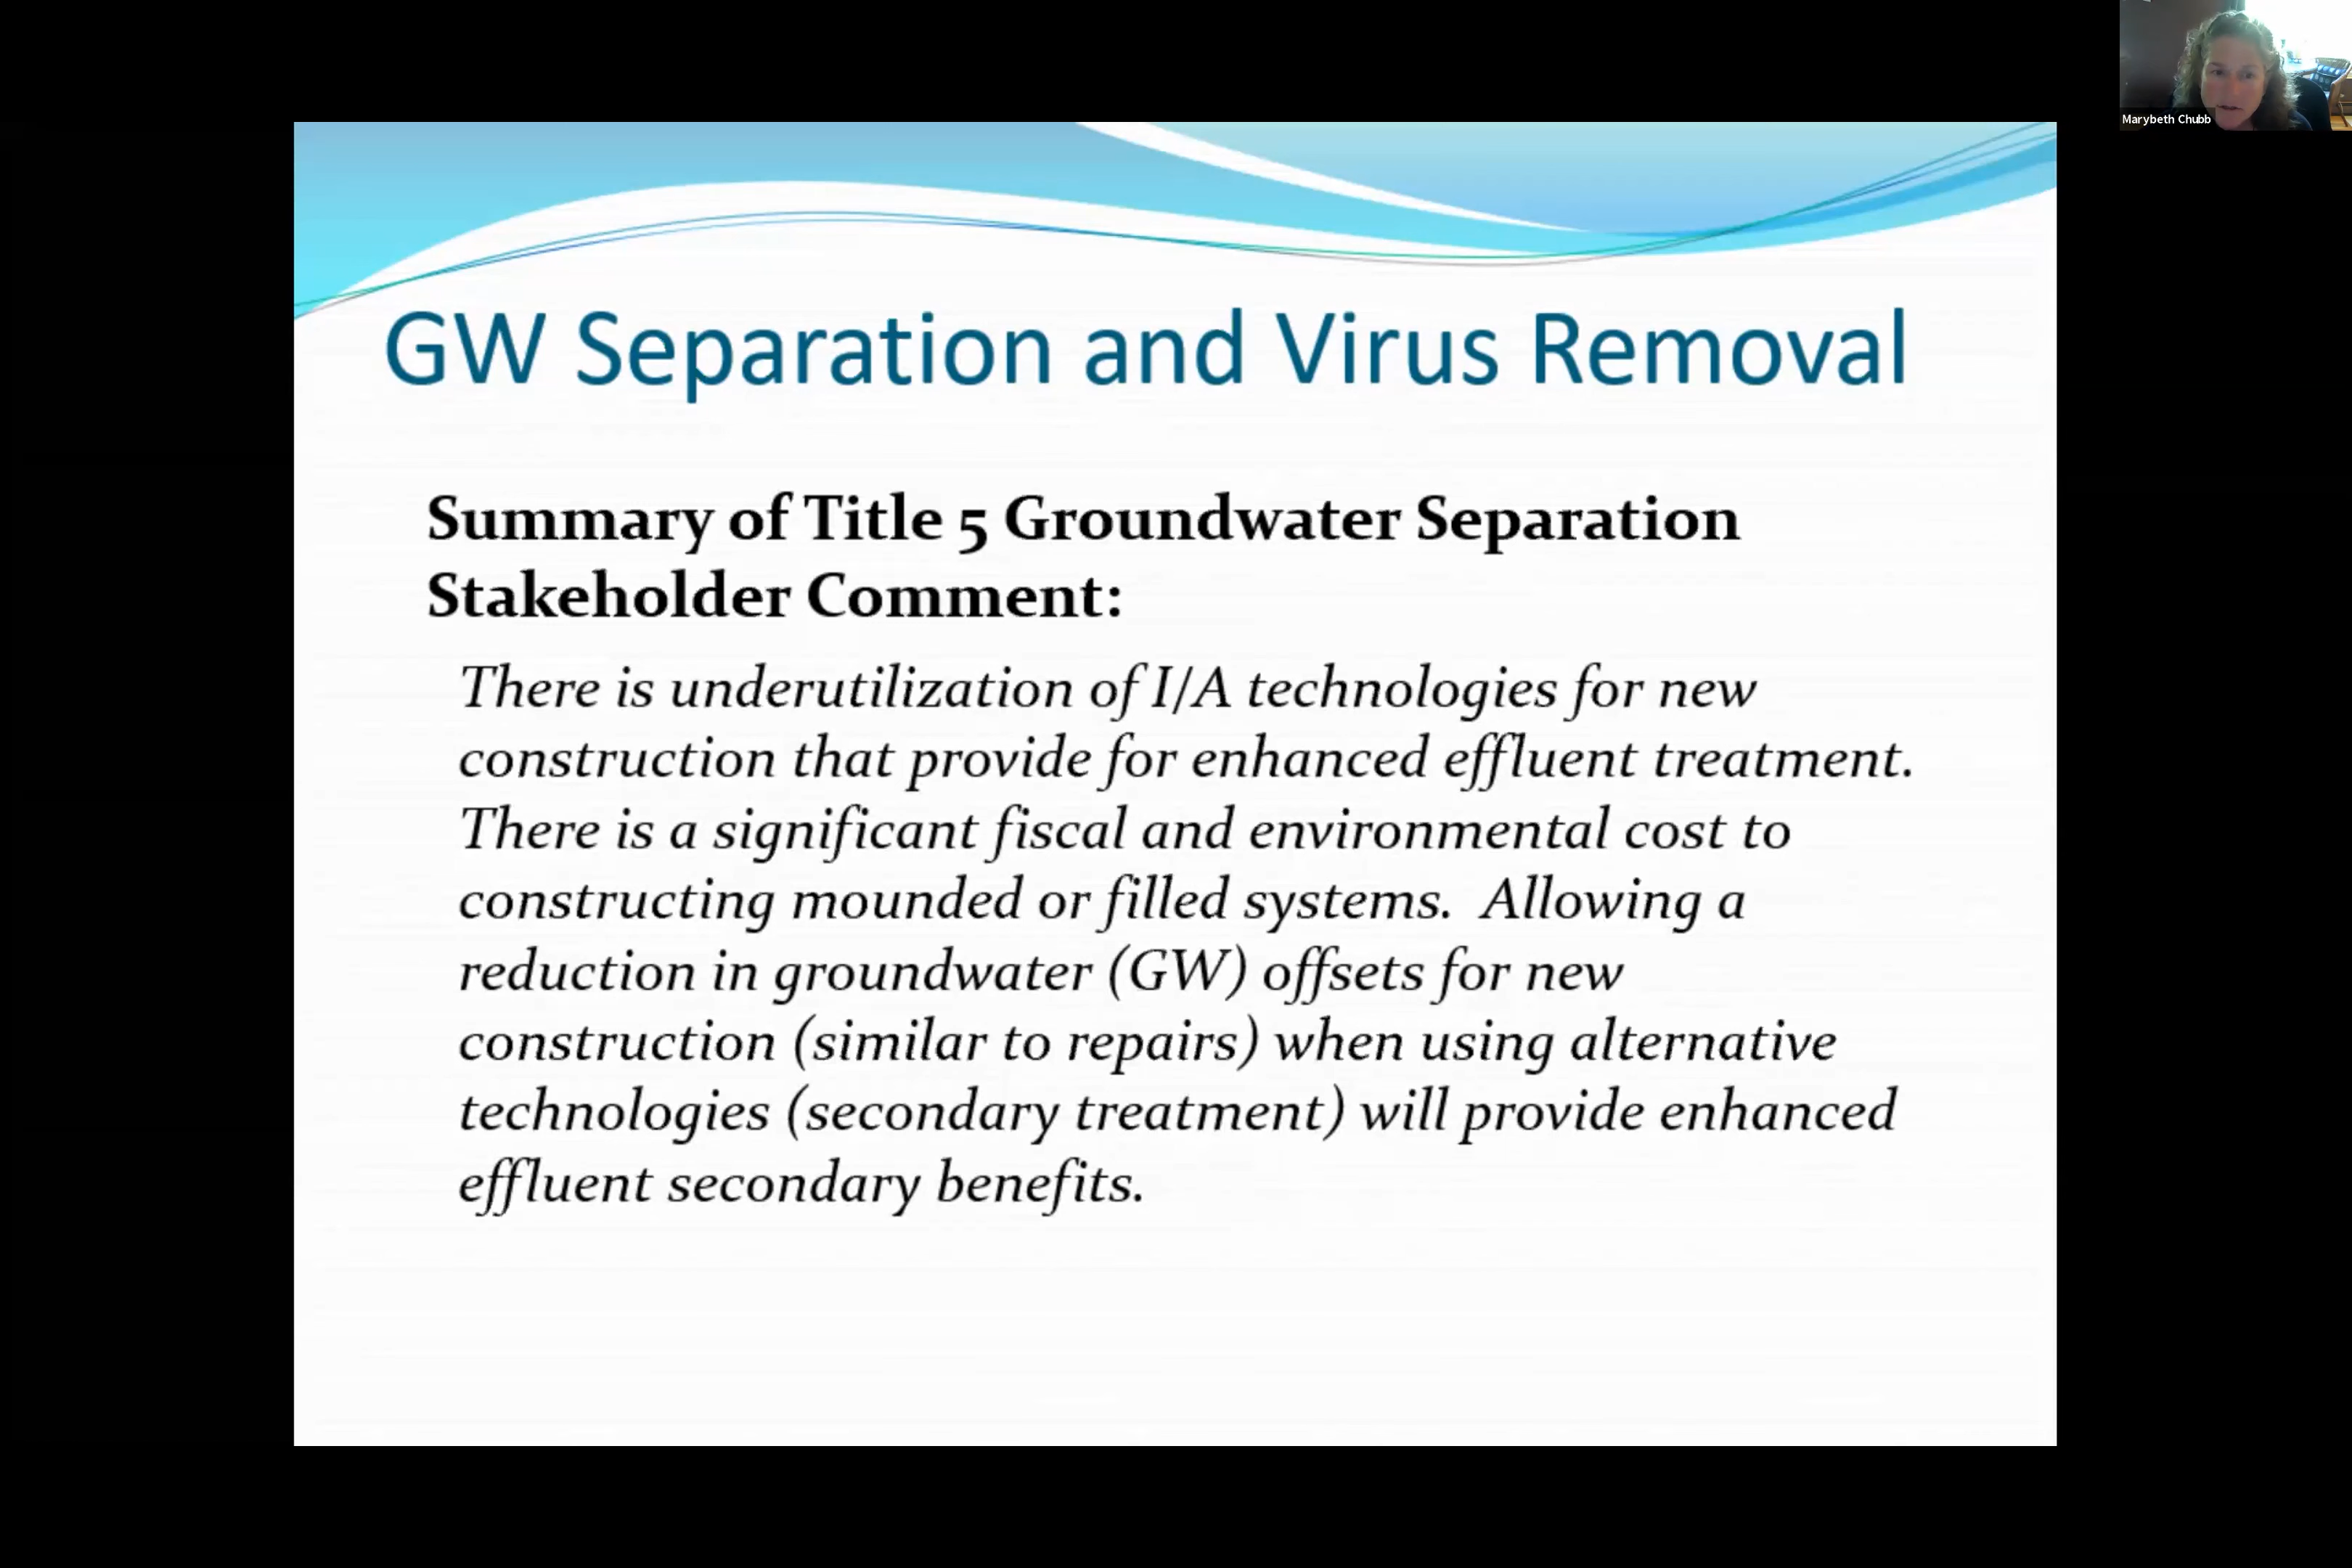 Marybeth Chubb
GW Separation and Virus Removal
Summary of Title 5 Groundwater Separation
Stakeholder Comment:
There is underutilization of I/A technologies for new
construction that provide for enhanced effluent treatment.
There is a significant fiscal and environmental cost to
constructing mounded or filled systems.  Allowing a
reduction in groundwater (GW) offsets for new
construction (similar to repairs) when using alternative
technologies (secondary treatment) will provide enhanced
effluent secondary benefits.